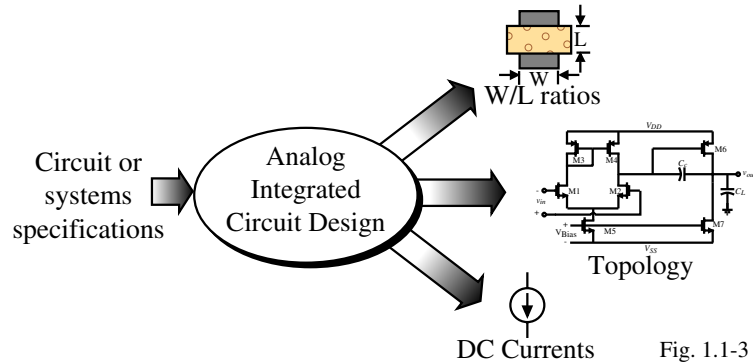 L
W
W/L ratios
Circuit or
systems
specifications
Analog
Integrated
Circuit Design
VDD
M3
M4
M6
Cc
vout
M1
M2
-
vin
CL
+
M5
M7
+
VBias
-
VSS
Topology
DC Currents
Fig. 1.1-3